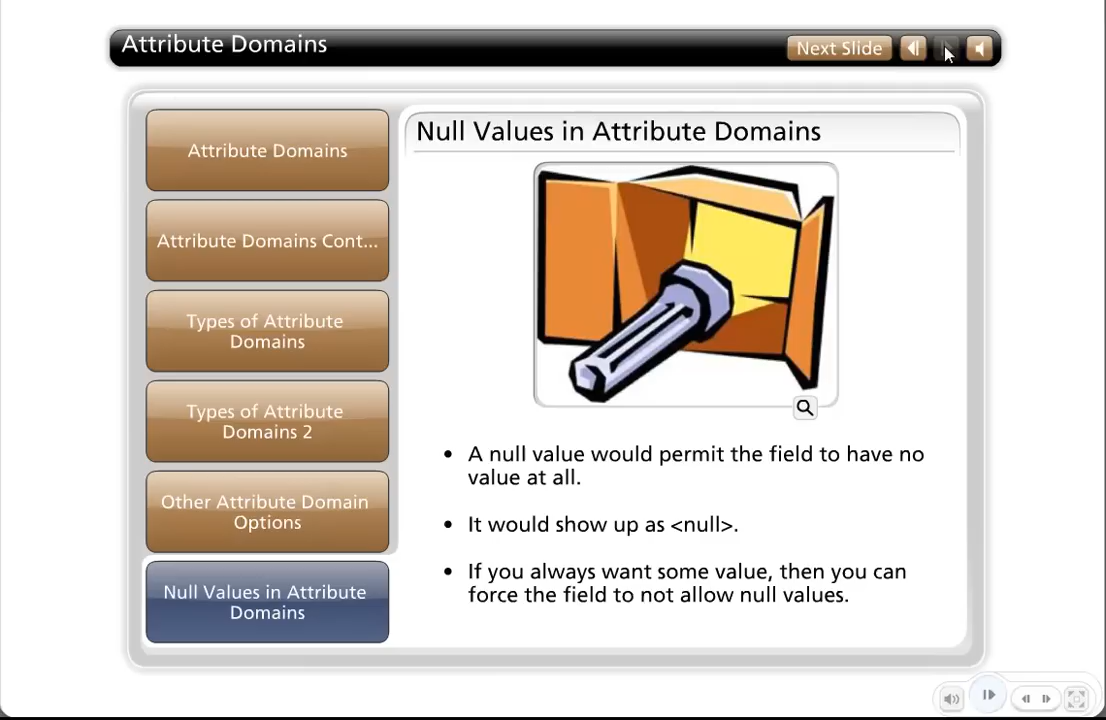 Attribute Domains
Next Slide
Attribute Domains
Attribute Domains Cont...
Types of Attribute
Domains
Types of Attribute
Domains 2
Other Attribute Domain
Options
Null Values in Attribute
Domains
Null Values in Attribute Domains
• A null value would permit the field to have no
value at all.
• It would show up as <null>.
• If you always want some value, then you can
force the field to not allow null values.